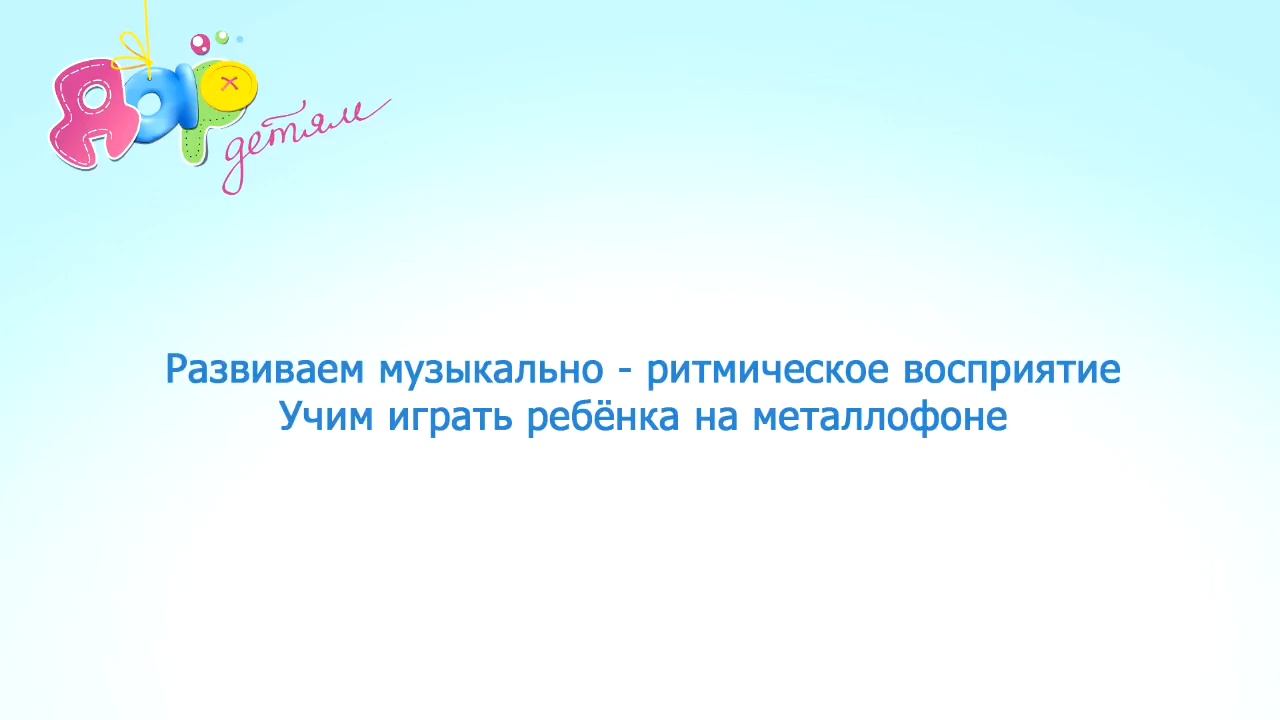 Дар
детям
Развиваем музыкально - ритмическое восприятие
Учим играть ребёнка на металлофоне